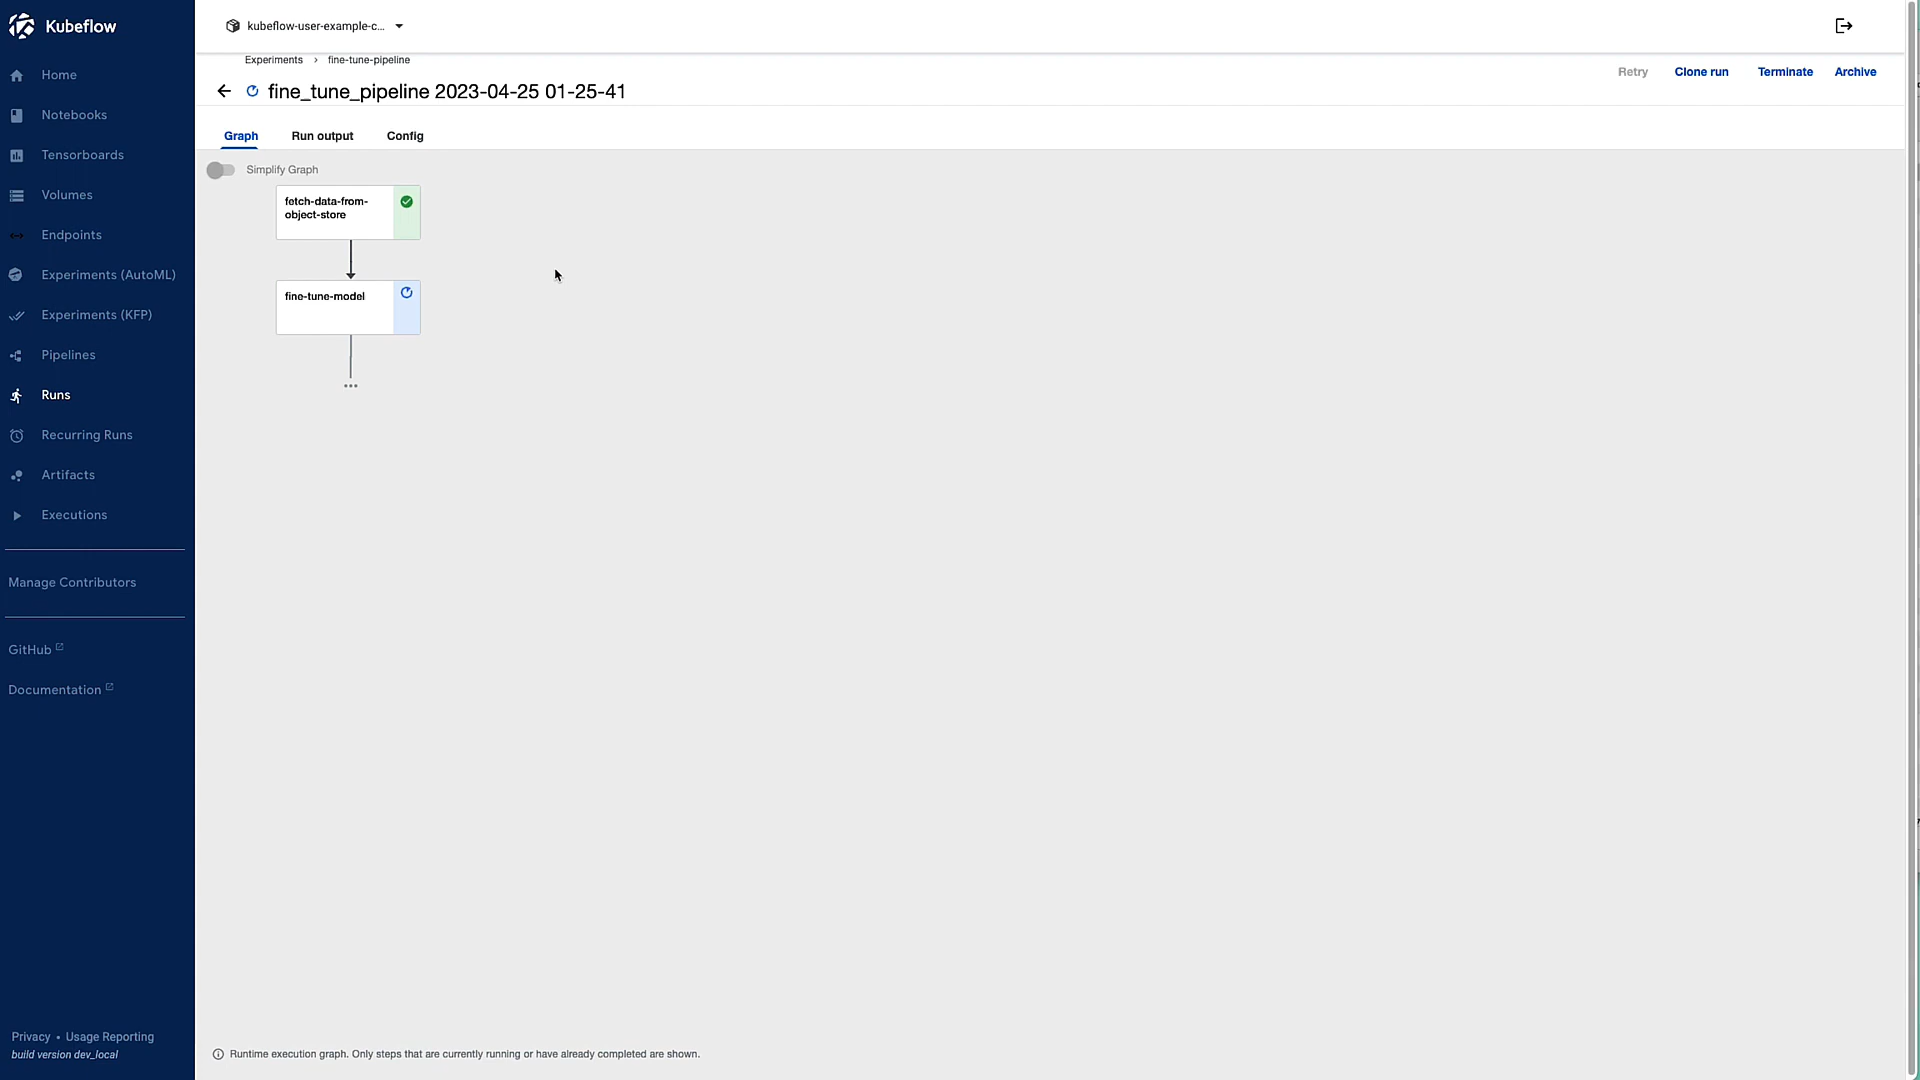 Kubeflow
Home
Notebooks
Tensorboards
Volumes
Endpoints
Experiments (AutoML)
Experiments (KFP)
Pipelines
Runs
Recurring Runs
Artifacts
Executions
Manage Contributors
GitHub
Documentation
Privacy • Usage Reporting
build version dev_local
kubeflow-user-example-c...
Experiments › fine-tune-pipeline
fine_tune_pipeline 2023-04-25 01-25-41
Retry Clone run Terminate Archive
Graph Run output Config
Simplify Graph
fetch-data-from-
object-store
fine-tune-model
...
Runtime execution graph. Only steps that are currently running or have already completed are shown.